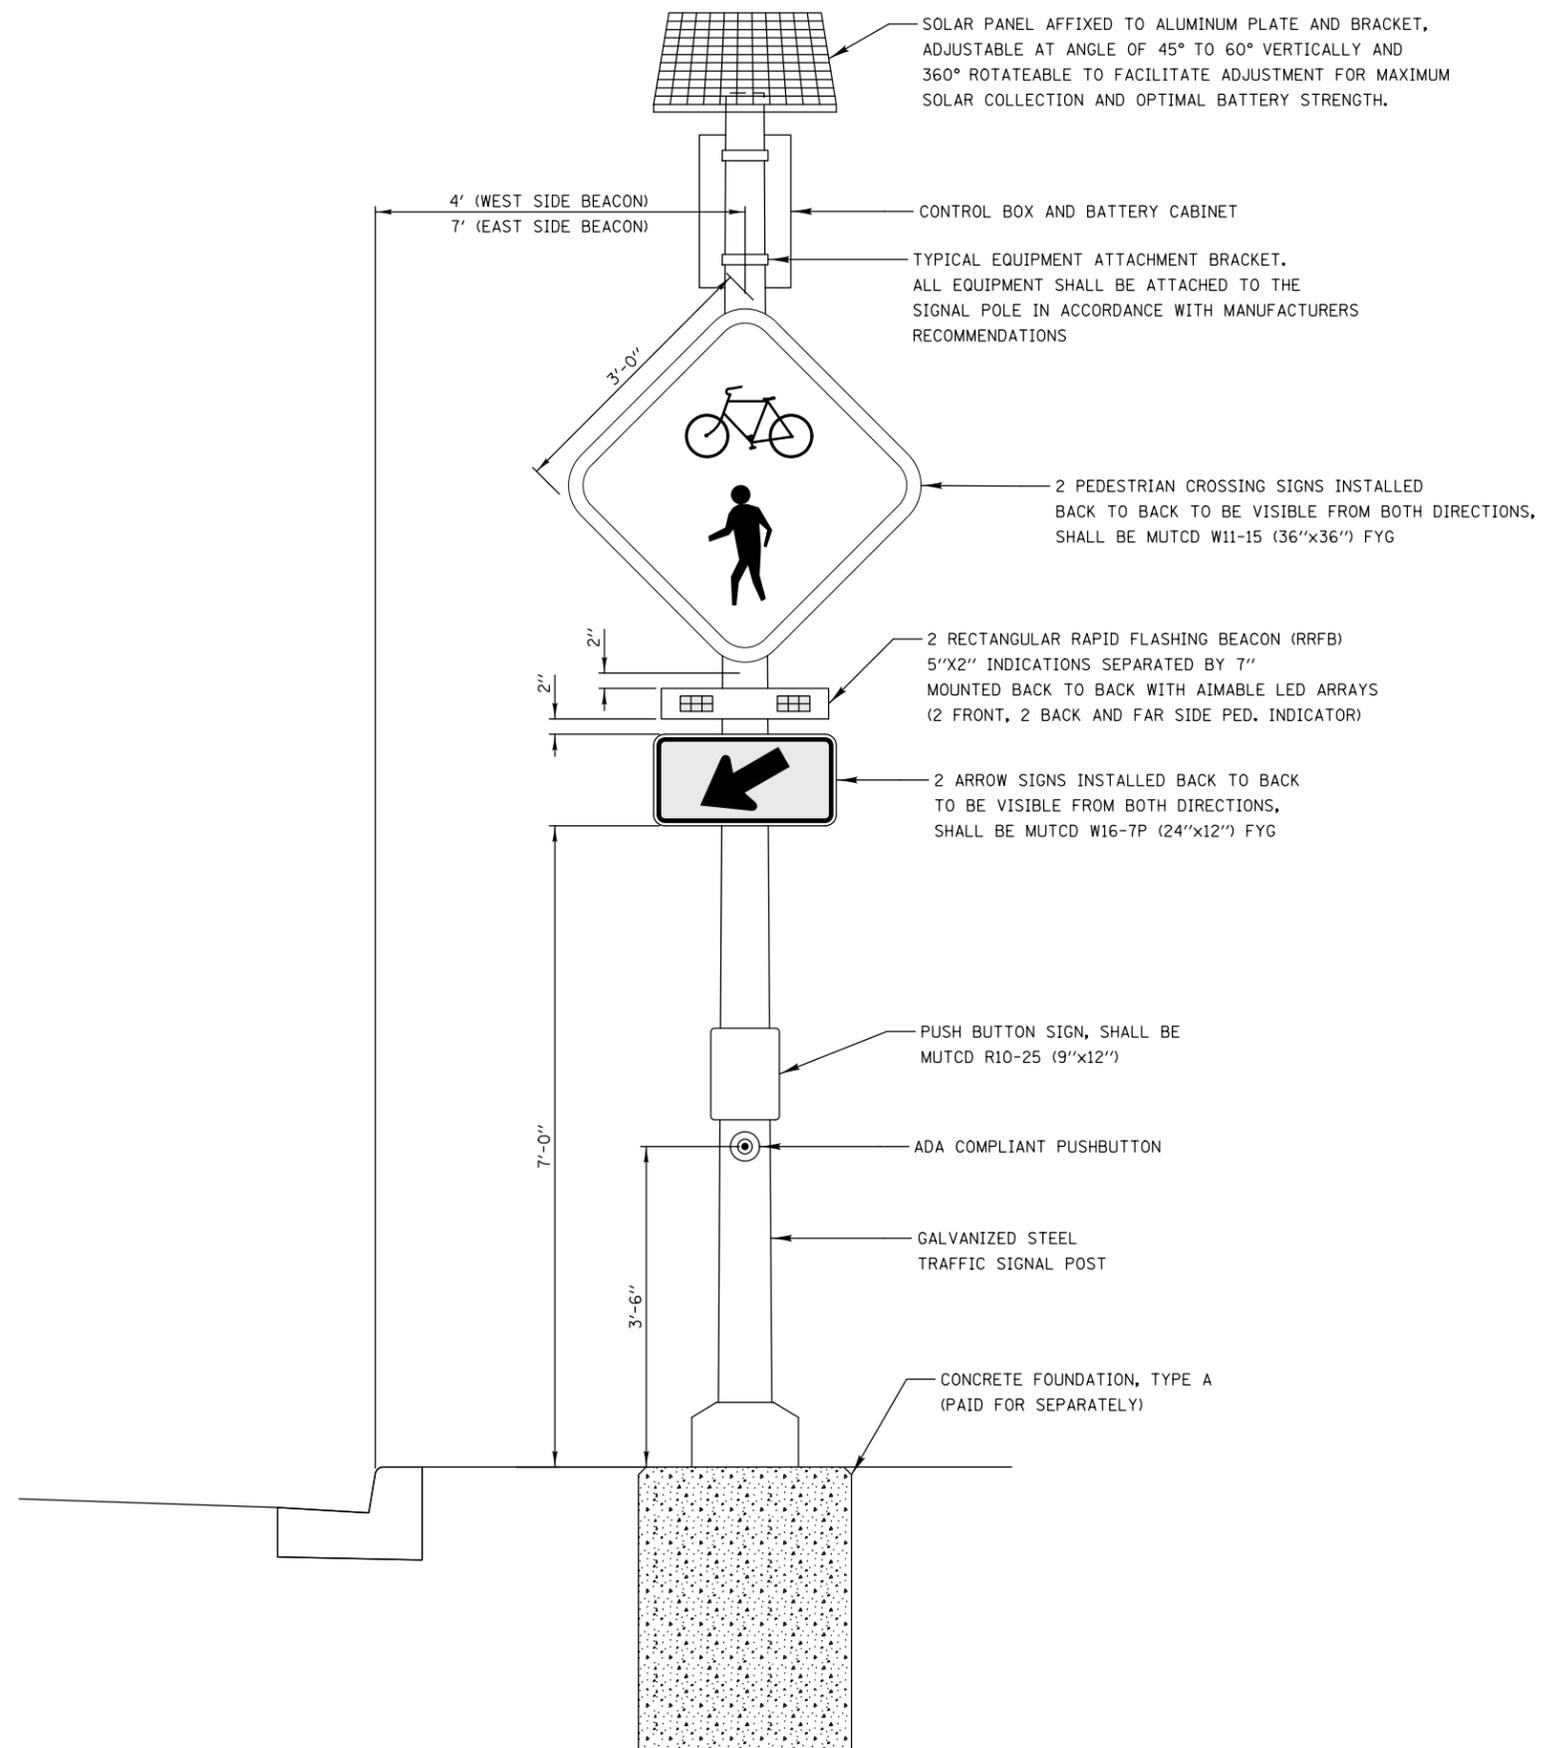 SOLAR PANEL AFFIXED TO ALUMINUM PLATE AND BRACKET,
ADJUSTABLE AT ANGLE OF 45° TO 60° VERTICALLY AND
360° ROTATEABLE TO FACILITATE ADJUSTMENT FOR MAXIMUM
SOLAR COLLECTION AND OPTIMAL BATTERY STRENGTH.
4' (WEST SIDE BEACON)
7' (EAST SIDE BEACON)
CONTROL BOX AND BATTERY CABINET
TYPICAL EQUIPMENT ATTACHMENT BRACKET.
ALL EQUIPMENT SHALL BE ATTACHED TO THE
SIGNAL POLE IN ACCORDANCE WITH MANUFACTURERS
RECOMMENDATIONS
3'-0"
2 PEDESTRIAN CROSSING SIGNS INSTALLED
BACK TO BACK TO BE VISIBLE FROM BOTH DIRECTIONS,
SHALL BE MUTCD W11-15 (36"x36") FYG
2"
2"
2 RECTANGULAR RAPID FLASHING BEACON (RRFB)
5"X2" INDICATIONS SEPARATED BY 7"
MOUNTED BACK TO BACK WITH AIMABLE LED ARRAYS
(2 FRONT, 2 BACK AND FAR SIDE PED. INDICATOR)
2 ARROW SIGNS INSTALLED BACK TO BACK
TO BE VISIBLE FROM BOTH DIRECTIONS,
SHALL BE MUTCD W16-7P (24"x12") FYG
PUSH BUTTON SIGN, SHALL BE
MUTCD R10-25 (9"x12")
7'-0"
ADA COMPLIANT PUSHBUTTON
GALVANIZED STEEL
TRAFFIC SIGNAL POST
3'-6"
CONCRETE FOUNDATION, TYPE A
(PAID FOR SEPARATELY)